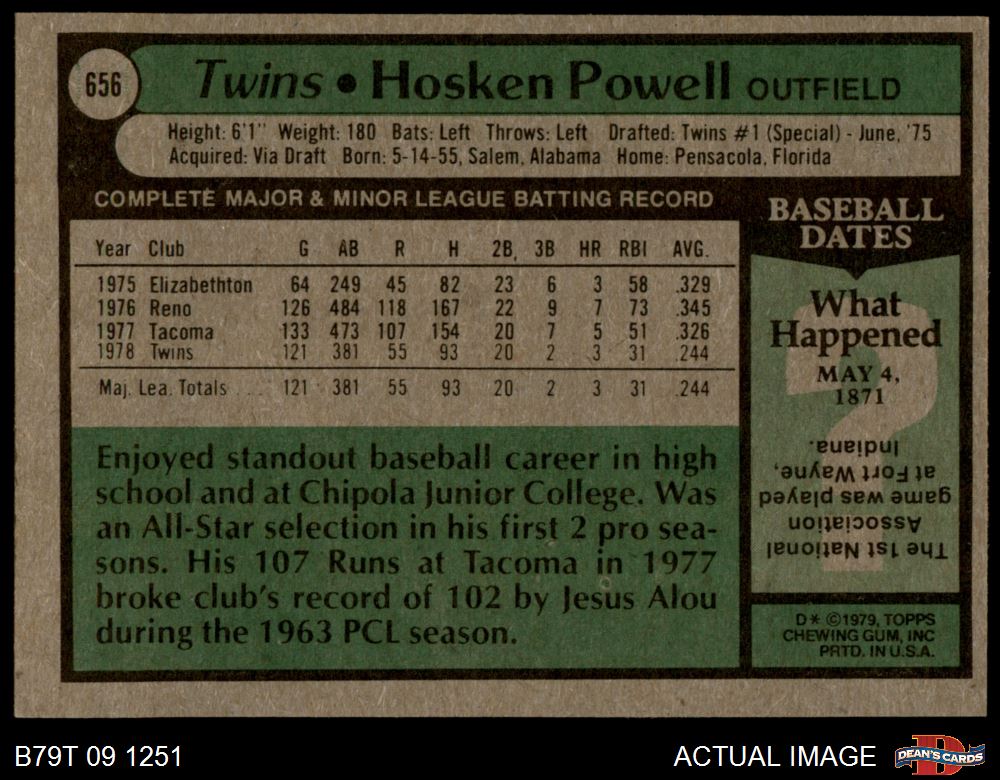 656
Twins • Hosken Powell OUTFIELD
Height: 6'1" Weight: 180 Bats: Left Throws: Left Drafted: Twins #1 (Special) - June, '75
Acquired: Via Draft Born: 5-14-55, Salem, Alabama Home: Pensacola, Florida
COMPLETE MAJOR & MINOR LEAGUE BATTING RECORD
Year Club G AB R H 2B. 3B HR RBI AVG.
1975 Elizabethton 64 249 45 82 23 6 3 58 .329
1976 Reno 126 484 118 167 22 9 7 73 .345
1977 Tacoma 133 473 107 154 20 7 5 51 .326
1978 Twins 121 381 55 93 20 2 3 31 .244
Maj. Lea. Totals 121 381 55 93 20 2 3 31 .244
Enjoyed standout baseball career in high
school and at Chipola Junior College. Was
an All-Star selection in his first 2 pro sea-
sons. His 107 Runs at Tacoma in 1977
broke club's record of 102 by Jesus Alou
during the 1963 PCL season.
BASEBALL
DATES
What
Happened
MAY 4,
1871
?
The 1st National
Association
game was played
at Fort Wayne,
Indiana.
D* ©1979, TOPPS
CHEWING GUM, INC
PRTD. IN U.S.A.
B79T 09 1251
ACTUAL IMAGE
D
DEAN'S CARDS